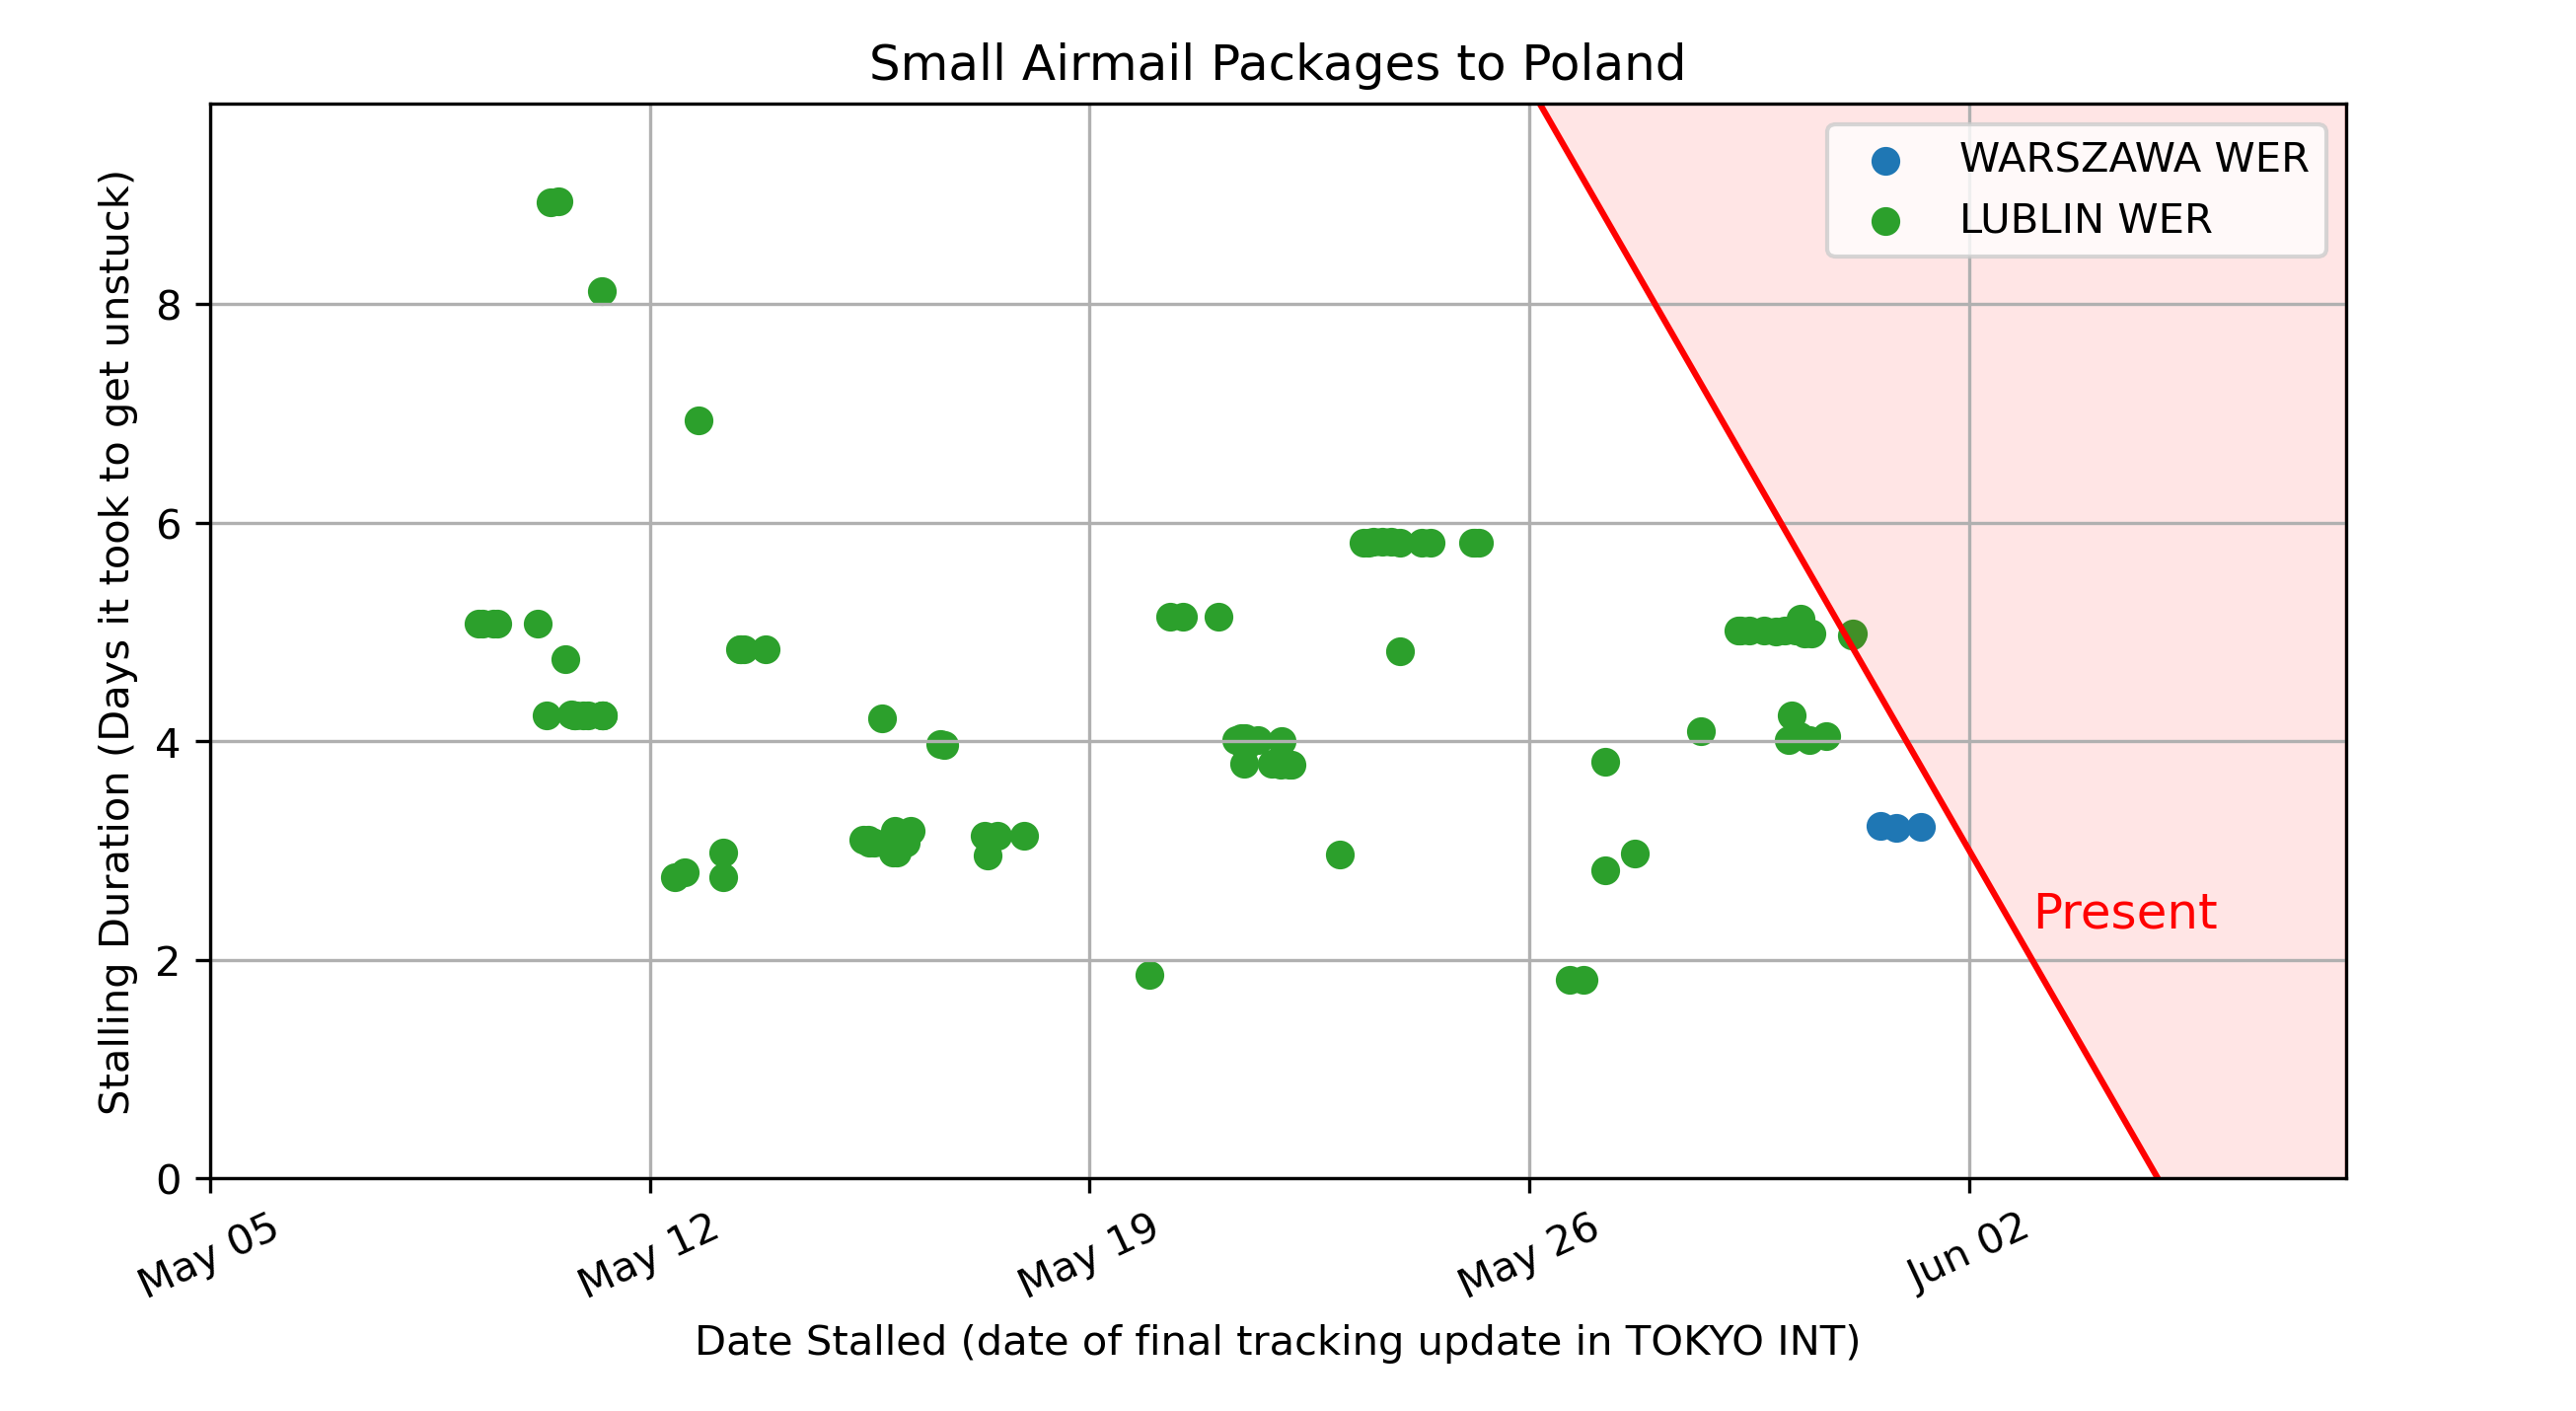 Small Airmail Packages to Poland
WARSZAWA WER
LUBLIN WER
Present
Stalling Duration (Days it took to get unstuck)
8
6
4
2
0
May 05
May 12
May 19
May 26
Jun 02
Date Stalled (date of final tracking update in TOKYO INT)